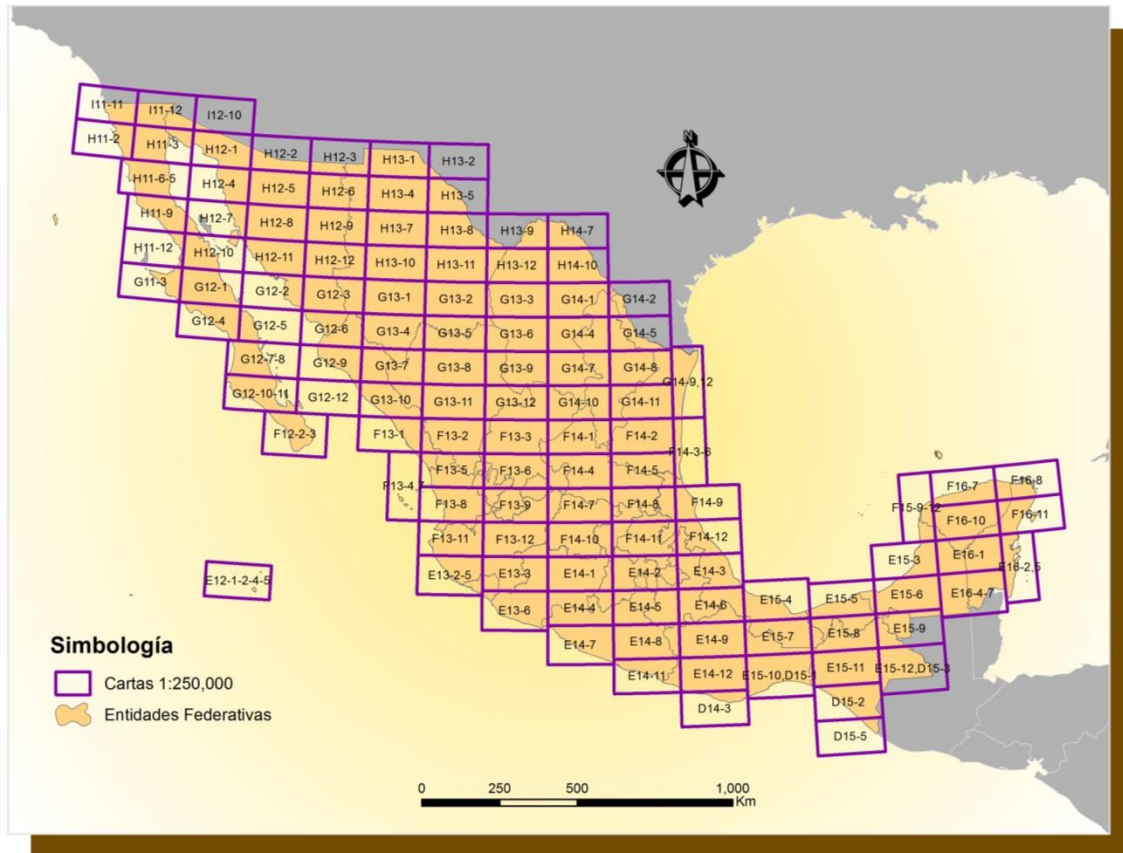 N
I11-11
I11-12
I12-10
H11-2
H11-3
H12-1
H12-2
H12-3
H13-1
H13-2
H11-6-5
H12-4
H12-5
H12-6
H13-4
H13-5
H11-9
H12-7
H12-8
H12-9
H13-7
H13-8
H13-9
H14-7
H11-12
H12-10
H12-11
H12-12
H13-10
H13-11
H13-12
H14-10
G11-3
G12-1
G12-2
G12-3
G13-1
G13-2
G13-3
G14-1
G14-2
G12-4
G12-5
G12-6
G13-4
G13-5
G13-6
G14-4
G14-5
G12-7-8
G12-9
G13-7
G13-8
G13-9
G14-7
G14-8
G14-9,12
G12-10-11
G12-12
G13-10
G13-11
G13-12
G14-10
G14-11
F12-2-3
F13-1
F13-2
F13-3
F14-1
F14-2
F14-3-6
F13-4,7
F13-5
F13-6
F14-4
F14-5
F13-8
F13-9
F14-7
F14-8
F14-9
F15-9-12
F16-7
F16-8
F13-11
F13-12
F14-10
F14-11
F14-12
F16-10
F16-11
E12-1-2-4-5
E13-2-5
E13-3
E14-1
E14-2
E14-3
E15-3
E16-1
E16-2,5
E13-6
E14-4
E14-5
E14-6
E15-4
E15-5
E15-6
E16-4-7
E14-7
E14-8
E14-9
E15-7
E15-8
E15-9
E14-11
E14-12
E15-10,D15-1
E15-11
E15-12,D15-3
D14-3
D15-2
D15-5
Simbología
Cartas 1:250,000
Entidades Federativas
0 250 500 1,000
Km